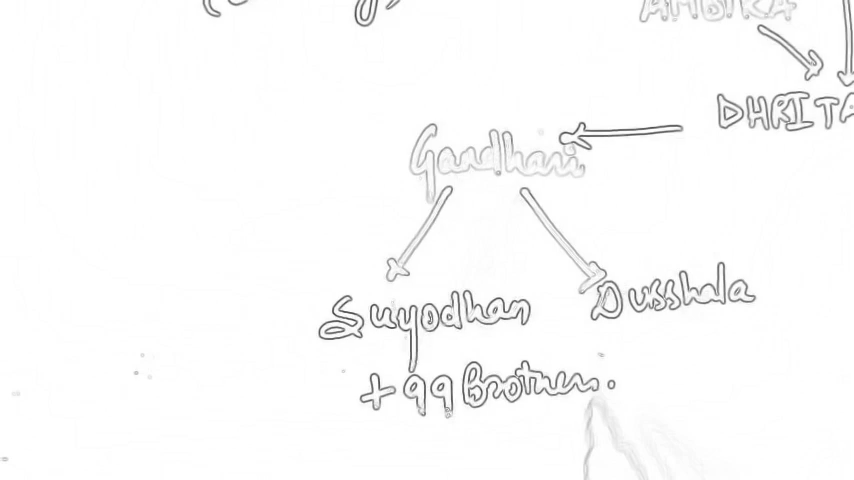 AMBIKA
DHRITA
Gandhari
Suyodhan
Dusshala
+99 Brothers.